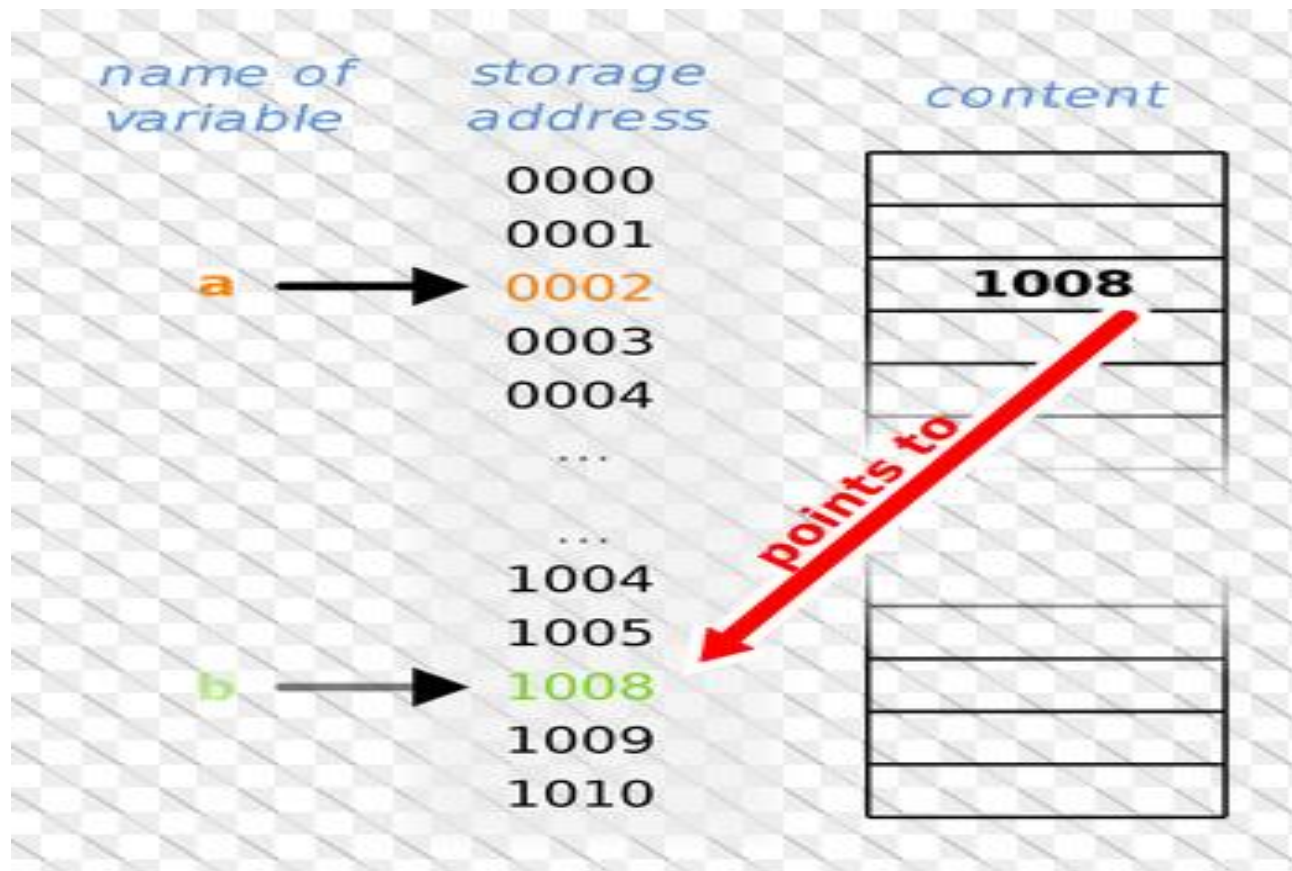 name of
variable
storage
address
content
0000
0001
a
0002
1008
0003
0004
...
points to
...
1004
1005
b
1008
1009
1010